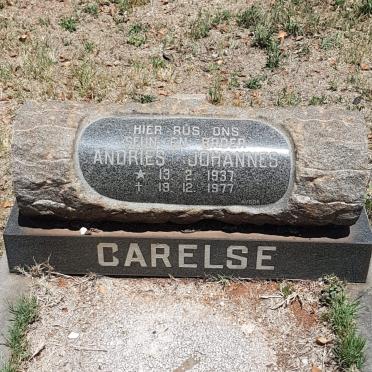 HIER RUS ONS
SEUN EN BROER
ANDRIES JOHANNES
★ 13 2 1937
✝ 19 12 1977
CARELSE